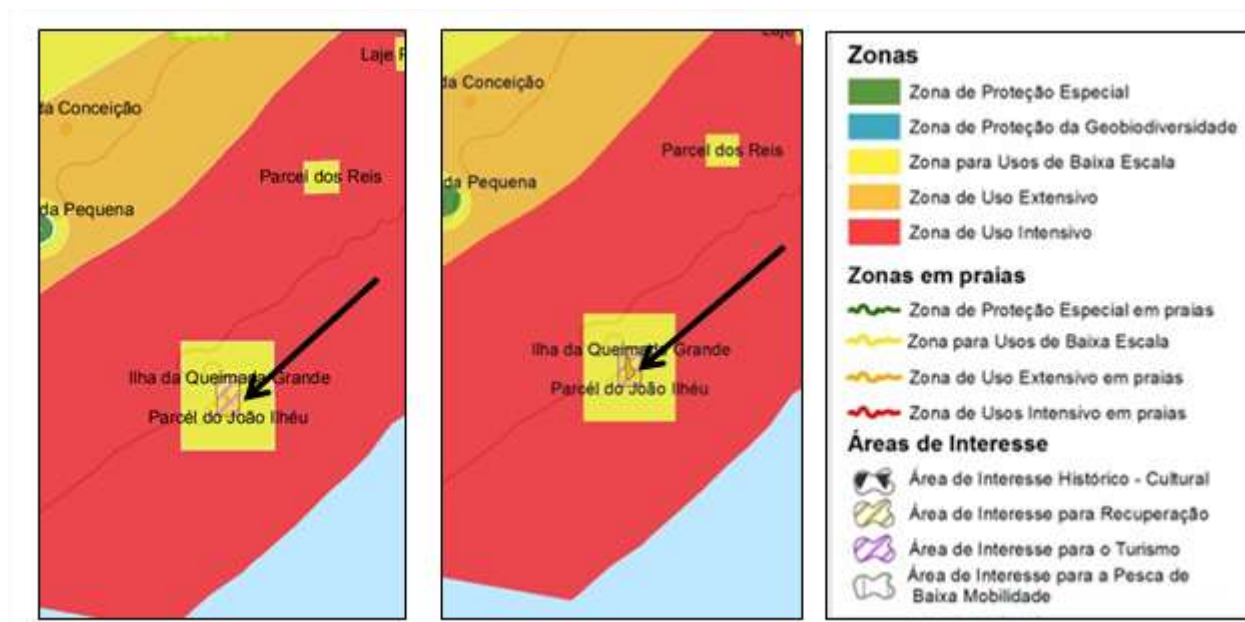 Laje
da Conceição
Parcel dos Reis
da Pequena
Ilha da Queimada Grande
Parcél do João Ilhéu
da Conceição
Parcel dos Reis
da Pequena
Ilha da Queimada Grande
Parcél do João Ilhéu
Zonas
Zona de Proteção Especial
Zona de Proteção da Geobiodiversidade
Zona para Usos de Baixa Escala
Zona de Uso Extensivo
Zona de Uso Intensivo
Zonas em praias
Zona de Proteção Especial em praias
Zona para Usos de Baixa Escala
Zona de Uso Extensivo em praias
Zona de Usos Intensivo em praias
Áreas de Interesse
Área de Interesse Histórico - Cultural
Área de Interesse para Recuperação
Área de Interesse para o Turismo
Área de Interesse para a Pesca de
Baixa Mobilidade